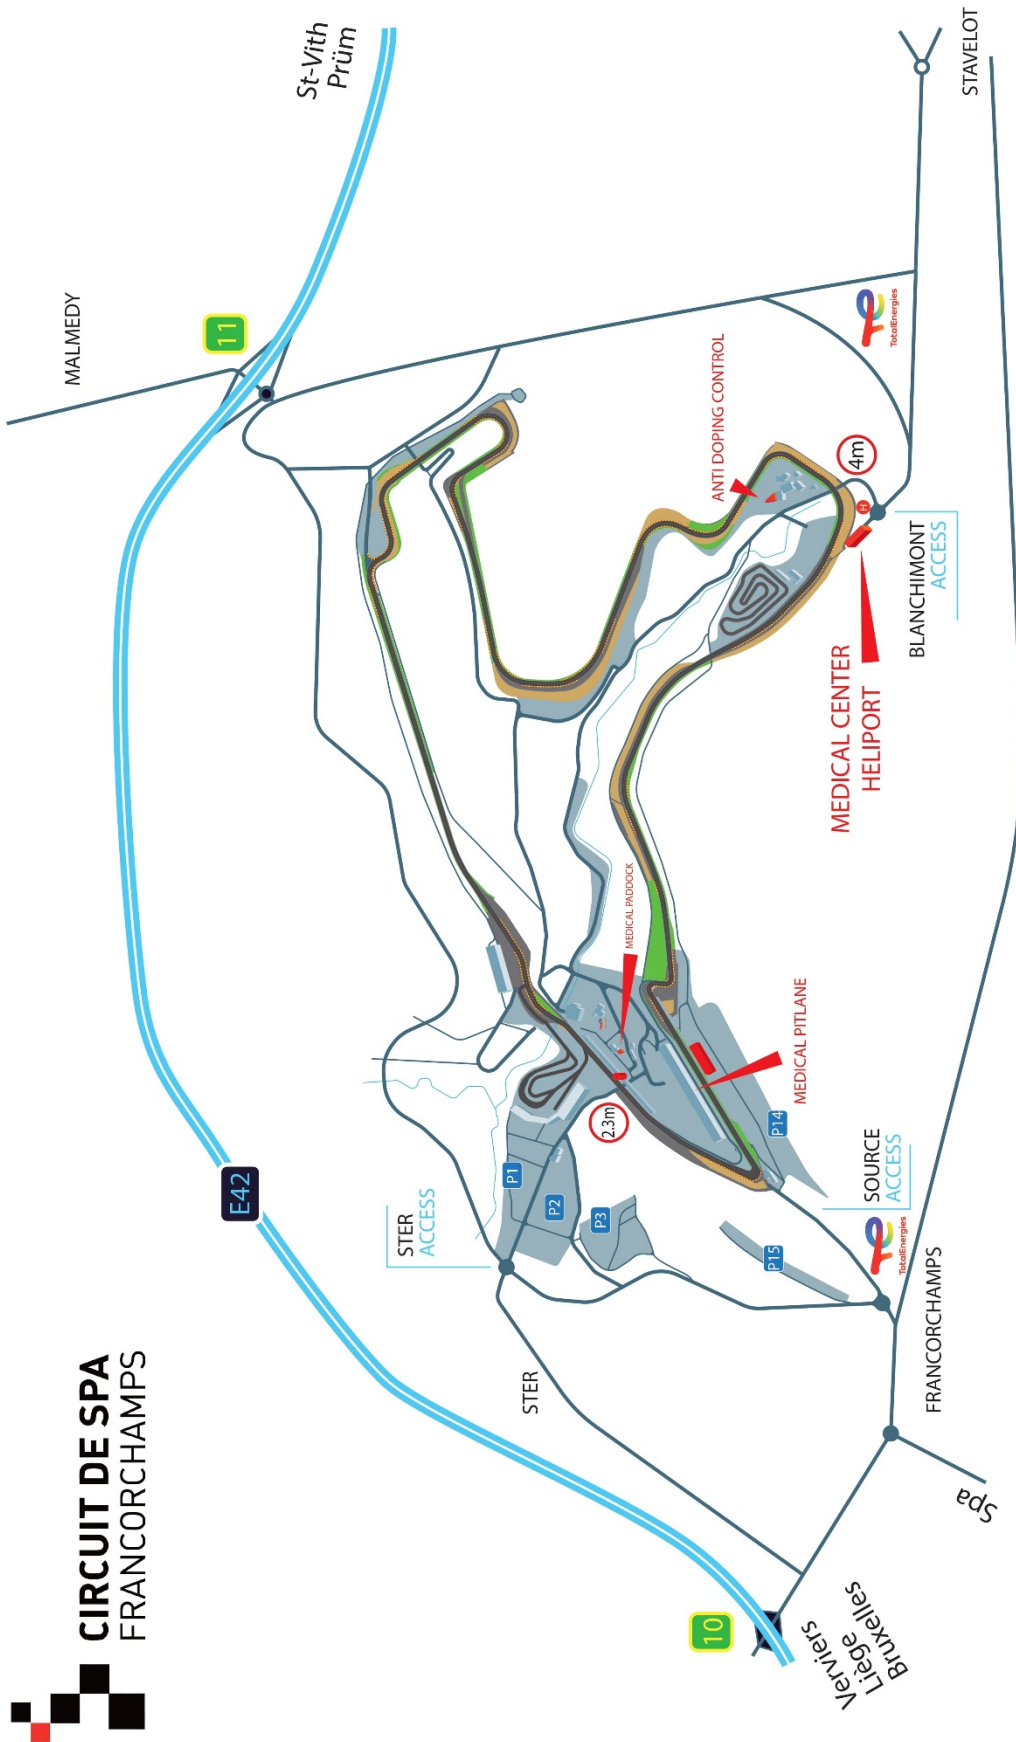 CIRCUIT DE SPA
FRANCORCHAMPS
E42
11
MALMEDY
St-Vith
Prüm
10
Verviers
Liège
Bruxelles
STER
STER
ACCESS
P1
P2
P3
2.3m
MEDICAL PADDOCK
MEDICAL PITLANE
P14
P15
SOURCE
ACCESS
TotalEnergies
FRANCORCHAMPS
Spa
MEDICAL CENTER
HELIPORT
ANTI DOPING CONTROL
4m
H
BLANCHIMONT
ACCESS
TotalEnergies
STAVELOT